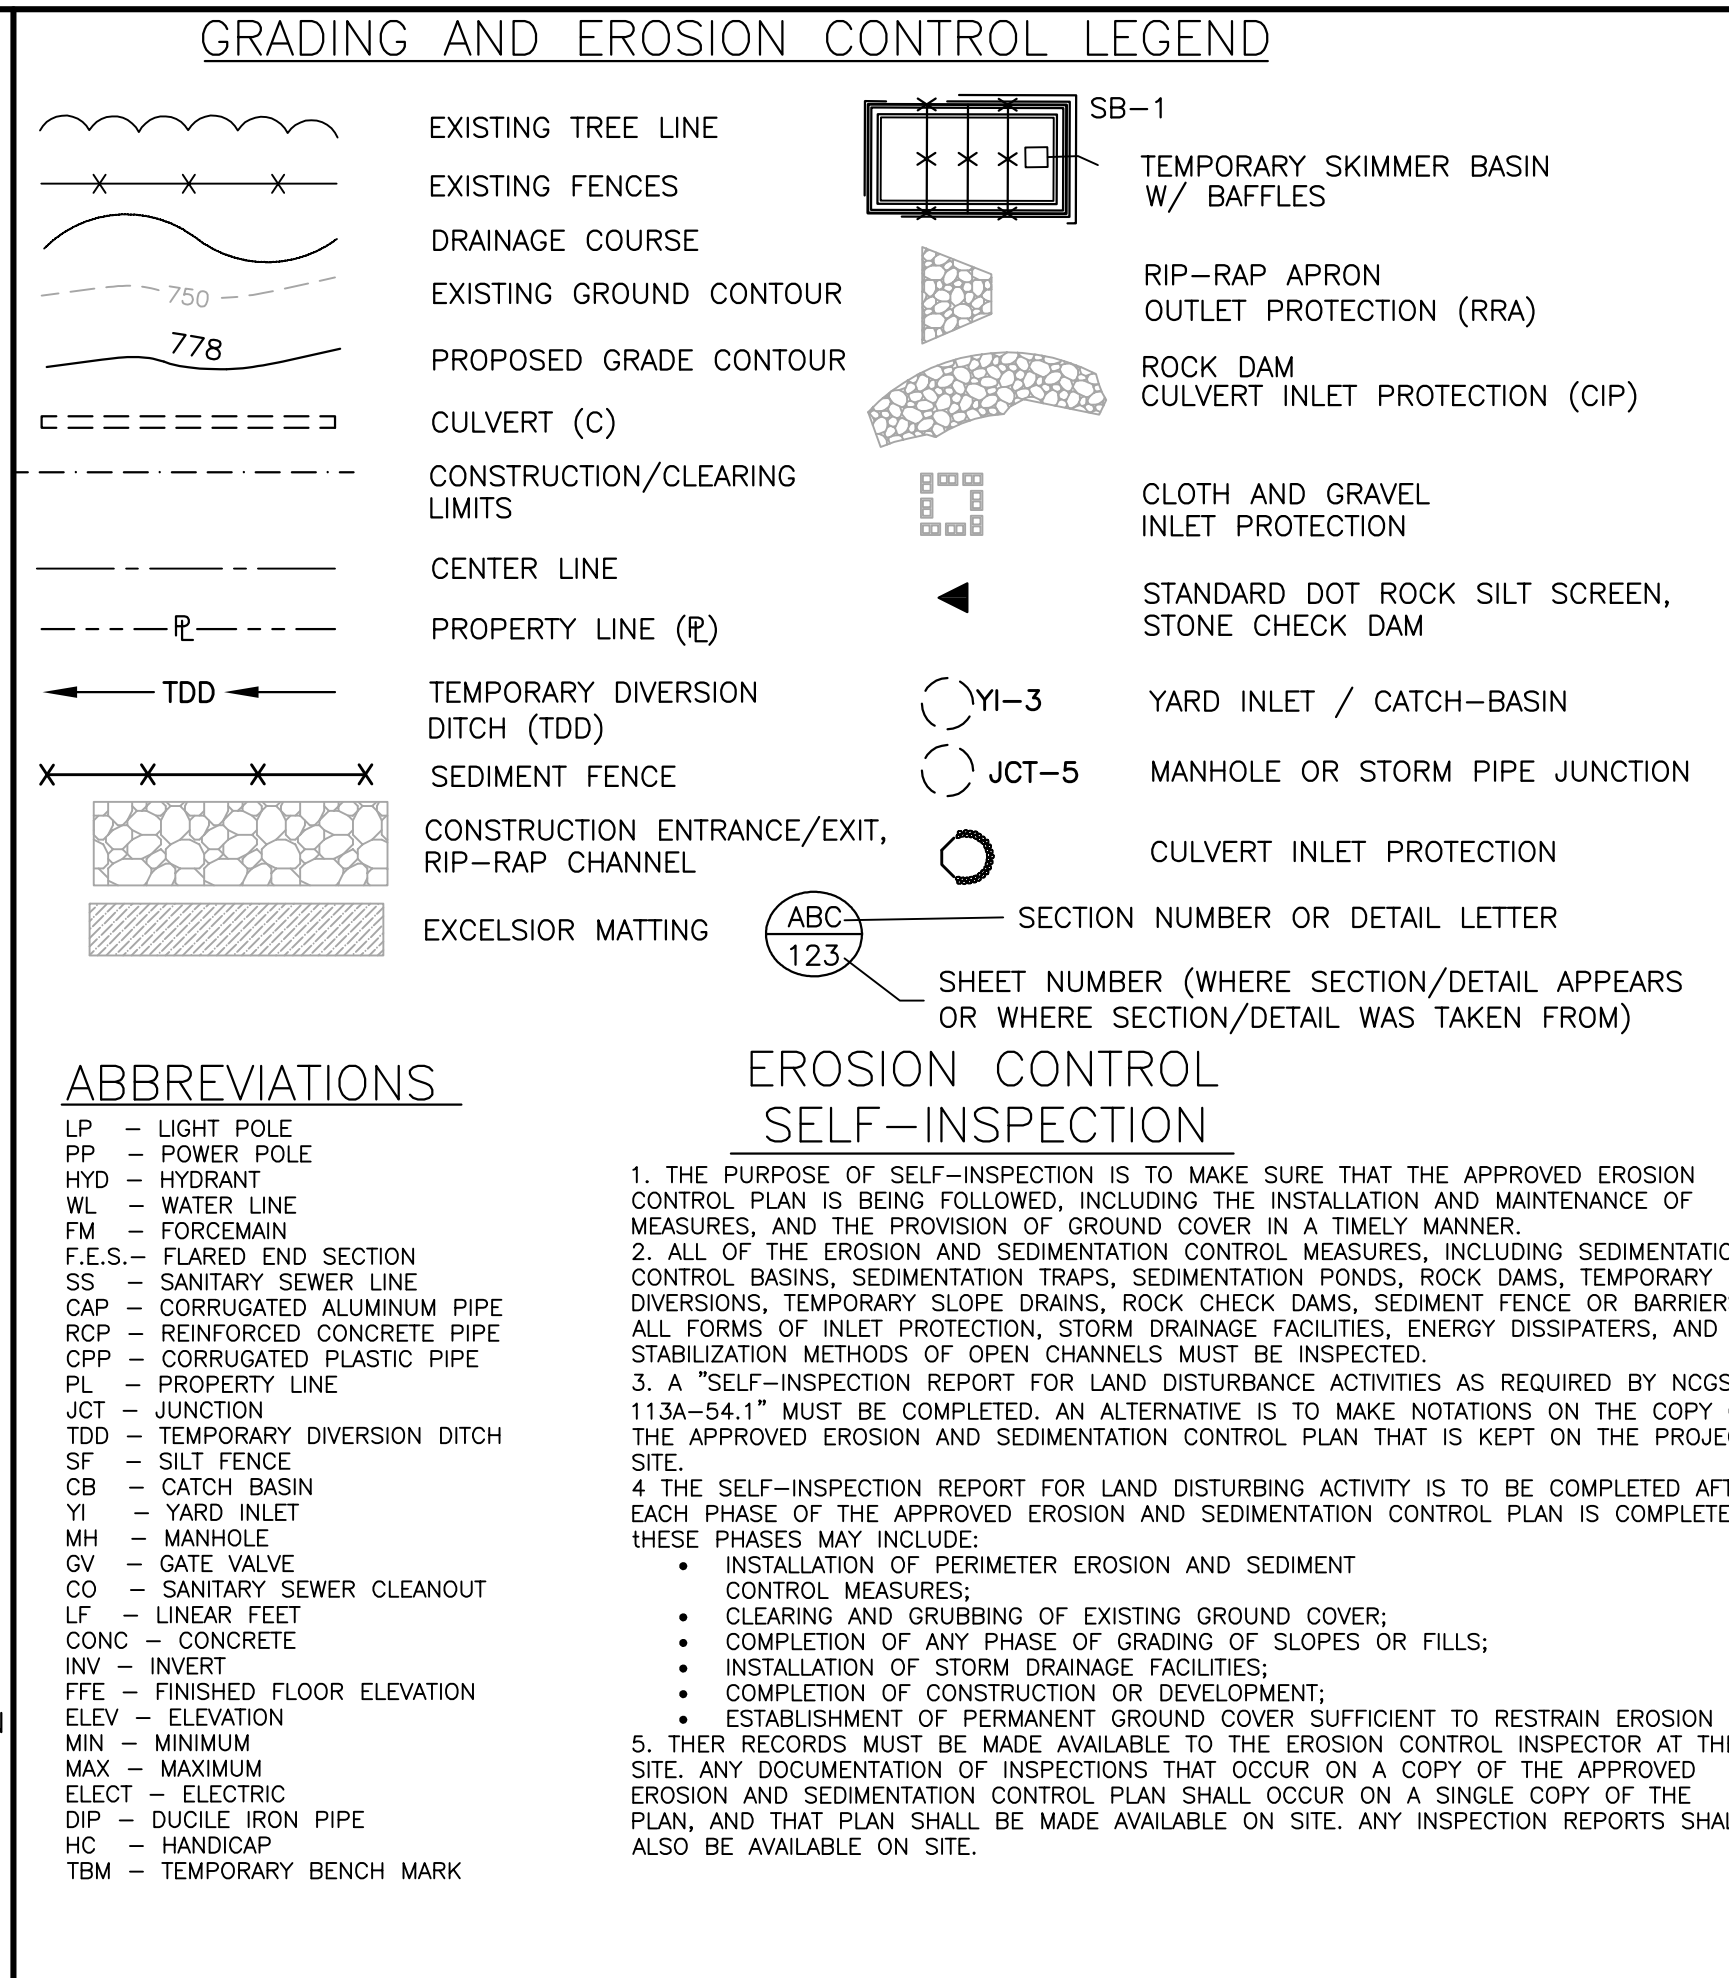 GRADING AND EROSION CONTROL LEGEND
EXISTING TREE LINE
EXISTING FENCES
DRAINAGE COURSE
750
EXISTING GROUND CONTOUR
778
PROPOSED GRADE CONTOUR
CULVERT (C)
CONSTRUCTION/CLEARING
LIMITS
CENTER LINE
PL
PROPERTY LINE (PL)
TDD
TEMPORARY DIVERSION
DITCH (TDD)
SEDIMENT FENCE
CONSTRUCTION ENTRANCE/EXIT,
RIP-RAP CHANNEL
EXCELSIOR MATTING
SB-1
TEMPORARY SKIMMER BASIN
W/ BAFFLES
RIP-RAP APRON
OUTLET PROTECTION (RRA)
ROCK DAM
CULVERT INLET PROTECTION (CIP)
CLOTH AND GRAVEL
INLET PROTECTION
STANDARD DOT ROCK SILT SCREEN,
STONE CHECK DAM
YI-3
YARD INLET / CATCH-BASIN
JCT-5
MANHOLE OR STORM PIPE JUNCTION
CULVERT INLET PROTECTION
ABC
SECTION NUMBER OR DETAIL LETTER
123
SHEET NUMBER (WHERE SECTION/DETAIL APPEARS
OR WHERE SECTION/DETAIL WAS TAKEN FROM)
ABBREVIATIONS
LP - LIGHT POLE
PP - POWER POLE
HYD - HYDRANT
WL - WATER LINE
FM - FORCEMAIN
F.E.S.- FLARED END SECTION
SS - SANITARY SEWER LINE
CAP - CORRUGATED ALUMINUM PIPE
RCP - REINFORCED CONCRETE PIPE
CPP - CORRUGATED PLASTIC PIPE
PL - PROPERTY LINE
JCT - JUNCTION
TDD - TEMPORARY DIVERSION DITCH
SF - SILT FENCE
CB - CATCH BASIN
YI - YARD INLET
MH - MANHOLE
GV - GATE VALVE
CO - SANITARY SEWER CLEANOUT
LF - LINEAR FEET
CONC - CONCRETE
INV - INVERT
FFE - FINISHED FLOOR ELEVATION
ELEV - ELEVATION
MIN - MINIMUM
MAX - MAXIMUM
ELECT - ELECTRIC
DIP - DUCILE IRON PIPE
HC - HANDICAP
TBM - TEMPORARY BENCH MARK
EROSION CONTROL
SELF-INSPECTION
1. THE PURPOSE OF SELF-INSPECTION IS TO MAKE SURE THAT THE APPROVED EROSION
CONTROL PLAN IS BEING FOLLOWED, INCLUDING THE INSTALLATION AND MAINTENANCE OF
MEASURES, AND THE PROVISION OF GROUND COVER IN A TIMELY MANNER.
2. ALL OF THE EROSION AND SEDIMENTATION CONTROL MEASURES, INCLUDING SEDIMENTATIO
CONTROL BASINS, SEDIMENTATION TRAPS, SEDIMENTATION PONDS, ROCK DAMS, TEMPORARY
DIVERSIONS, TEMPORARY SLOPE DRAINS, ROCK CHECK DAMS, SEDIMENT FENCE OR BARRIERS
ALL FORMS OF INLET PROTECTION, STORM DRAINAGE FACILITIES, ENERGY DISSIPATERS, AND
STABILIZATION METHODS OF OPEN CHANNELS MUST BE INSPECTED.
3. A "SELF-INSPECTION REPORT FOR LAND DISTURBANCE ACTIVITIES AS REQUIRED BY NCGS
113A-54.1" MUST BE COMPLETED. AN ALTERNATIVE IS TO MAKE NOTATIONS ON THE COPY
THE APPROVED EROSION AND SEDIMENTATION CONTROL PLAN THAT IS KEPT ON THE PROJEC
SITE.
4 THE SELF-INSPECTION REPORT FOR LAND DISTURBING ACTIVITY IS TO BE COMPLETED AFT
EACH PHASE OF THE APPROVED EROSION AND SEDIMENTATION CONTROL PLAN IS COMPLETE
tHESE PHASES MAY INCLUDE:
• INSTALLATION OF PERIMETER EROSION AND SEDIMENT
CONTROL MEASURES;
• CLEARING AND GRUBBING OF EXISTING GROUND COVER;
• COMPLETION OF ANY PHASE OF GRADING OF SLOPES OR FILLS;
• INSTALLATION OF STORM DRAINAGE FACILITIES;
• COMPLETION OF CONSTRUCTION OR DEVELOPMENT;
• ESTABLISHMENT OF PERMANENT GROUND COVER SUFFICIENT TO RESTRAIN EROSION
5. THER RECORDS MUST BE MADE AVAILABLE TO THE EROSION CONTROL INSPECTOR AT THE
SITE. ANY DOCUMENTATION OF INSPECTIONS THAT OCCUR ON A COPY OF THE APPROVED
EROSION AND SEDIMENTATION CONTROL PLAN SHALL OCCUR ON A SINGLE COPY OF THE
PLAN, AND THAT PLAN SHALL BE MADE AVAILABLE ON SITE. ANY INSPECTION REPORTS SHAL
ALSO BE AVAILABLE ON SITE.